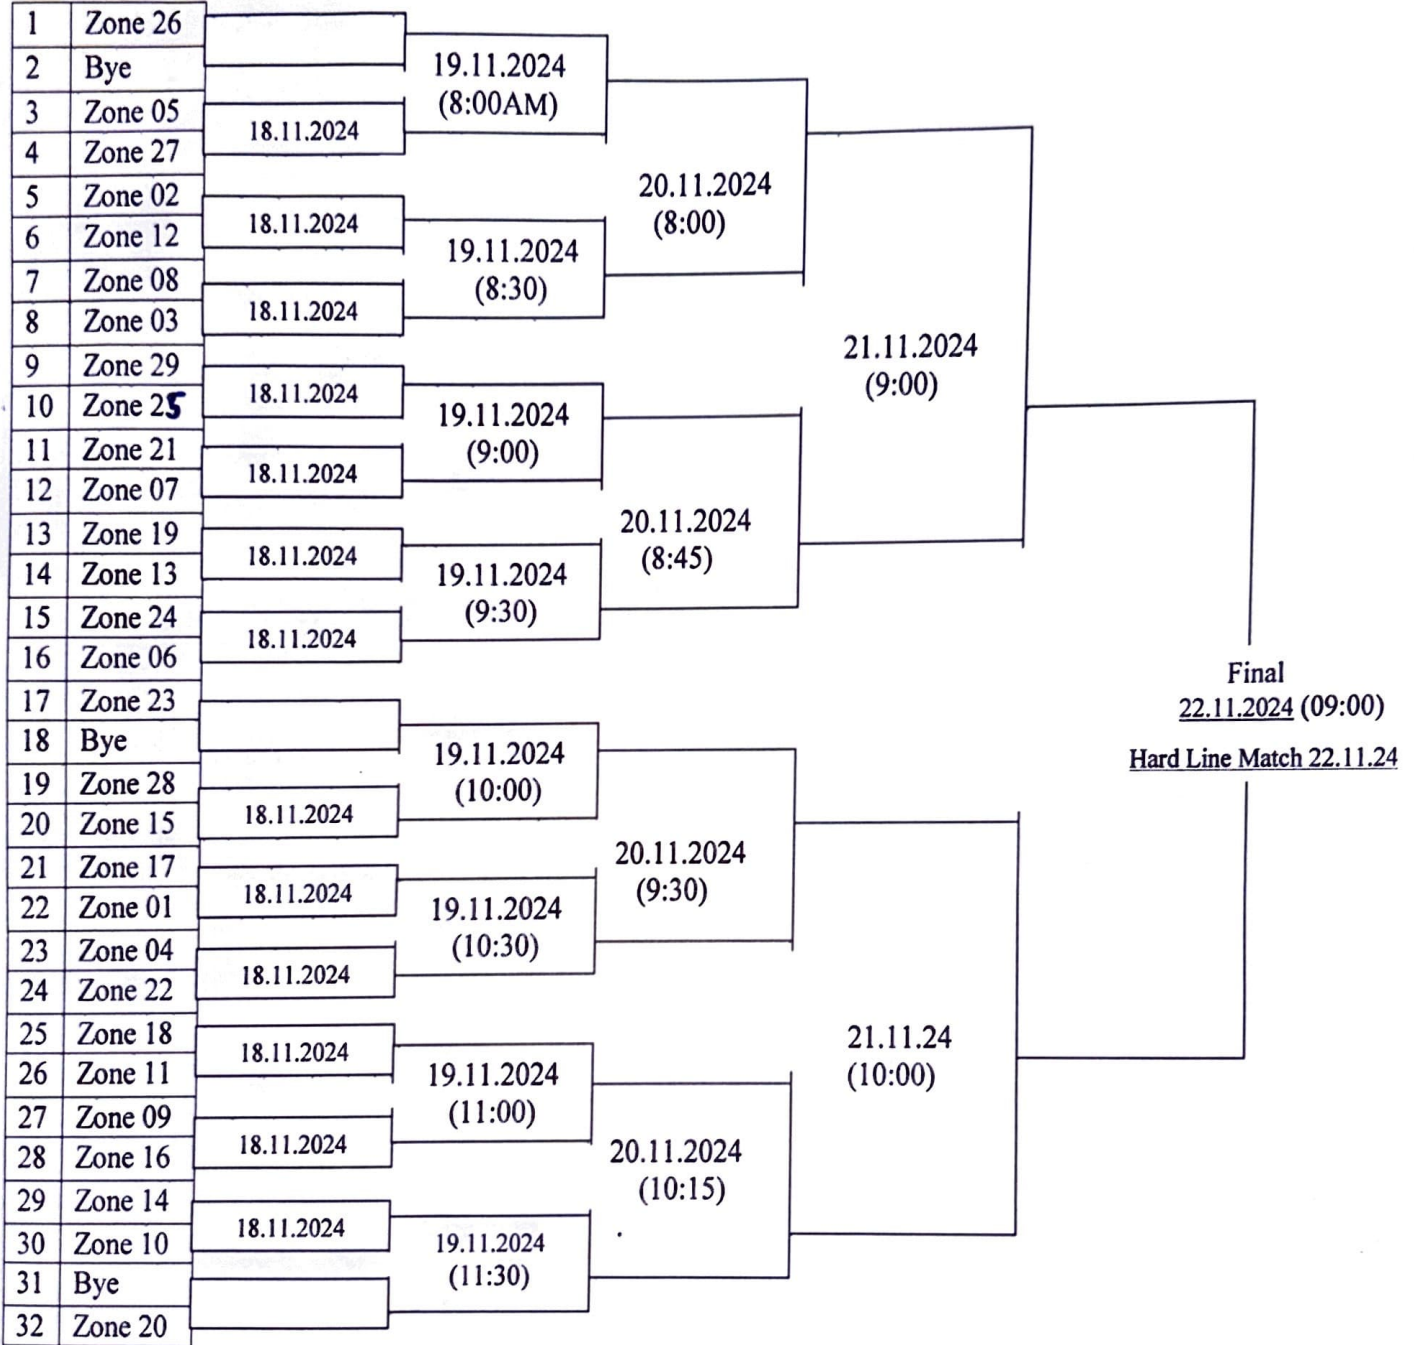 1 Zone 26
2 Bye
3 Zone 05
4 Zone 27
5 Zone 02
6 Zone 12
7 Zone 08
8 Zone 03
9 Zone 29
10 Zone 25
11 Zone 21
12 Zone 07
13 Zone 19
14 Zone 13
15 Zone 24
16 Zone 06
17 Zone 23
18 Bye
19 Zone 28
20 Zone 15
21 Zone 17
22 Zone 01
23 Zone 04
24 Zone 22
25 Zone 18
26 Zone 11
27 Zone 09
28 Zone 16
29 Zone 14
30 Zone 10
31 Bye
32 Zone 20
18.11.2024
18.11.2024
18.11.2024
18.11.2024
18.11.2024
18.11.2024
18.11.2024
18.11.2024
18.11.2024
18.11.2024
18.11.2024
18.11.2024
18.11.2024
19.11.2024
(8:00AM)
19.11.2024
(8:30)
19.11.2024
(9:00)
19.11.2024
(9:30)
19.11.2024
(10:00)
19.11.2024
(10:30)
19.11.2024
(11:00)
19.11.2024
(11:30)
20.11.2024
(8:00)
20.11.2024
(8:45)
20.11.2024
(9:30)
20.11.2024
(10:15)
21.11.2024
(9:00)
21.11.24
(10:00)
Final
22.11.2024 (09:00)
Hard Line Match 22.11.24